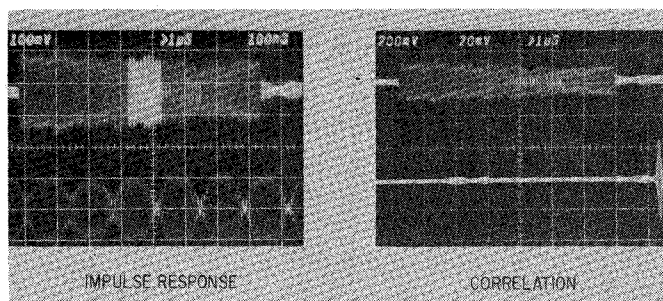 100mV >1µS 100nS
200mV 20mV >1µS
IMPULSE RESPONSE
CORRELATION